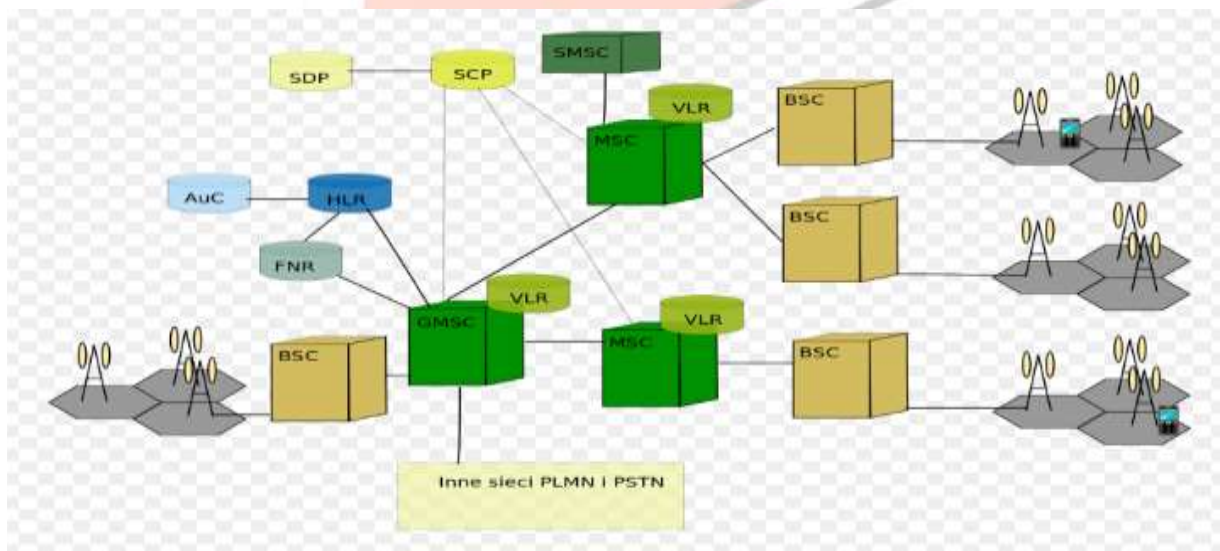 SMSC
SDP
SCP
VLR
BSC
MSC
AuC
HLR
BSC
FNR
VLR
GMSC
VLR
BSC
MSC
BSC
Inne sieci PLMN i PSTN